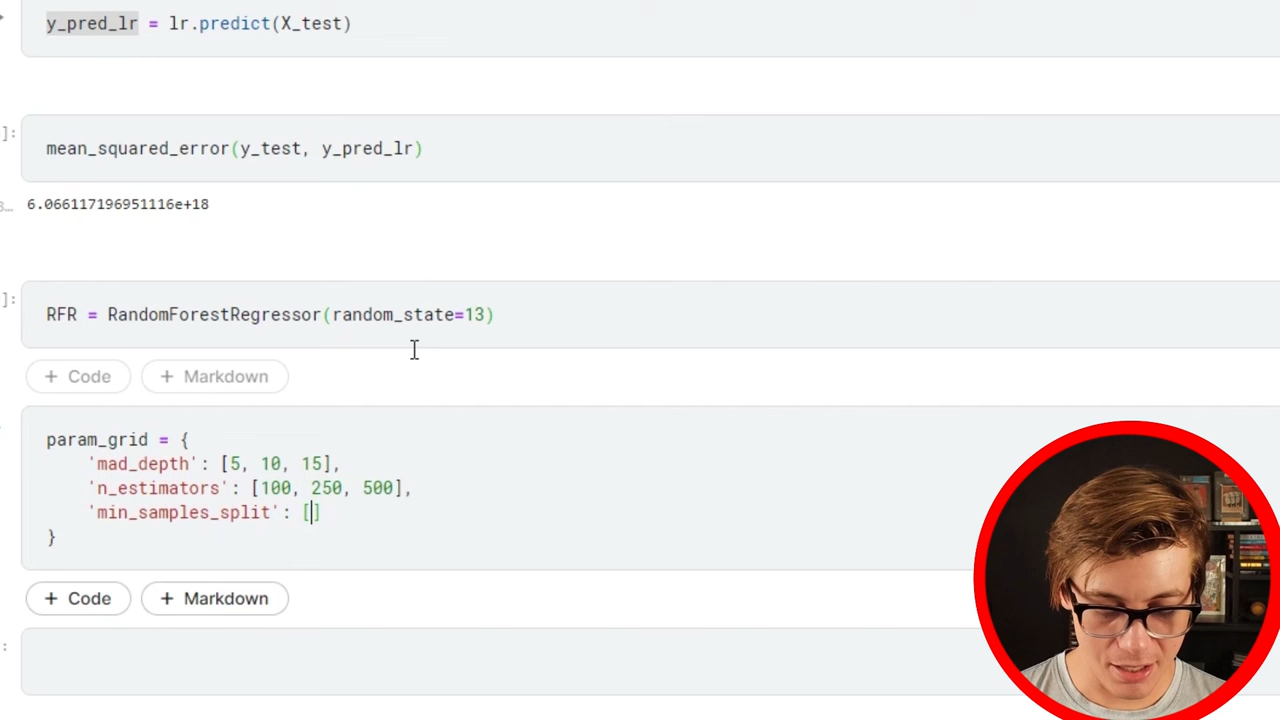 y_pred_lr = lr.predict(X_test)
]:
mean_squared_error(y_test, y_pred_lr)
6.066117196951116e+18
]:
RFR = RandomForestRegressor(random_state=13)
+ Code + Markdown
param_grid = {
'mad_depth': [5, 10, 15],
'n_estimators': [100, 250, 500],
'min_samples_split': []
}
+ Code + Markdown
: